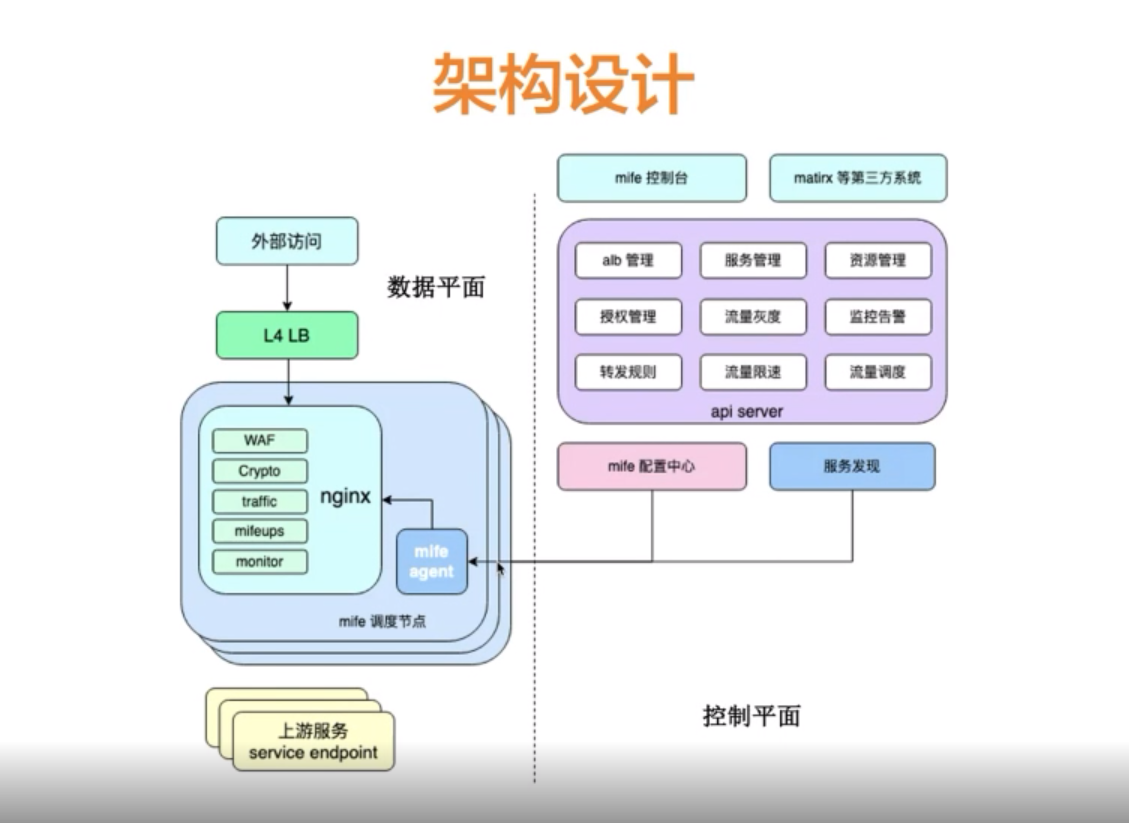 架构设计
外部访问
数据平面
L4 LB
WAF
Crypto
traffic
mifeups
monitor
nginx
mife
agent
mife 调度节点
上游服务
service endpoint
mife 控制台
matirx 等第三方系统
alb 管理
服务管理
资源管理
授权管理
流量灰度
监控告警
转发规则
流量限速
流量调度
api server
mife 配置中心
服务发现
控制平面